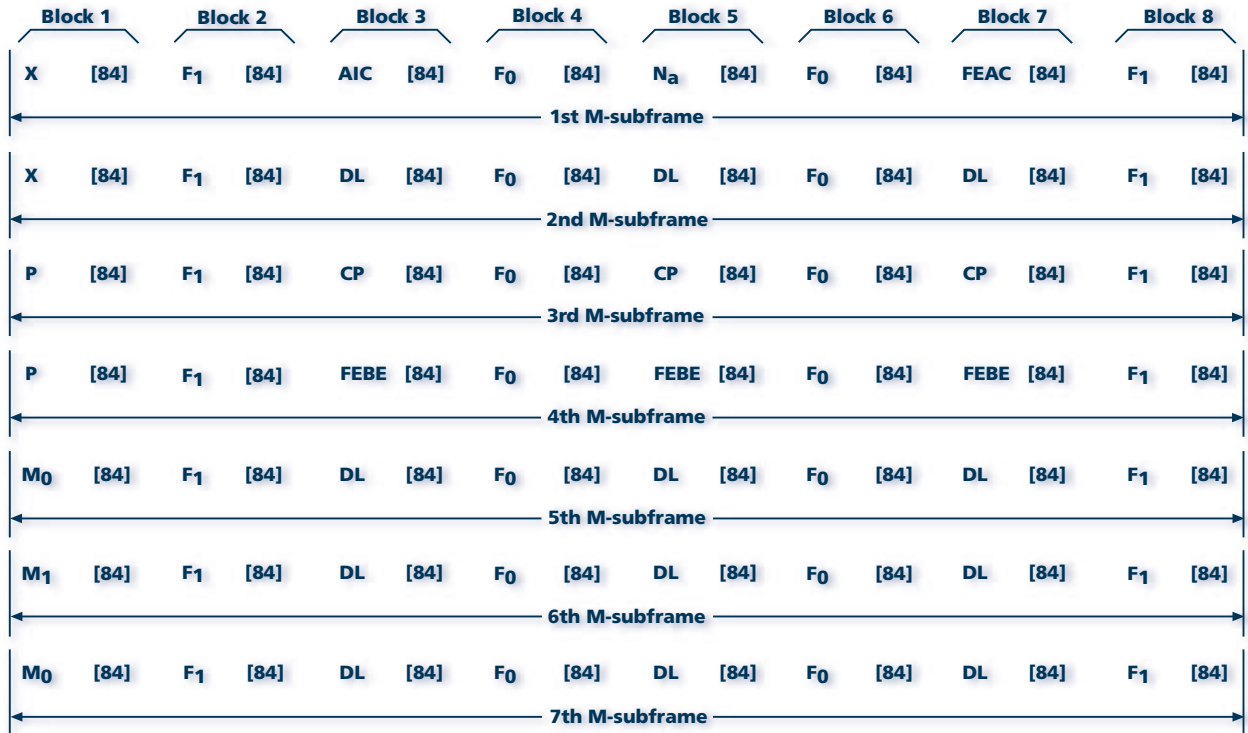 Block 1 Block 2 Block 3 Block 4 Block 5 Block 6 Block 7 Block 8
X [84] F1 [84] AIC [84] F0 [84] Na [84] F0 [84] FEAC [84] F1 [84]
1st M-subframe
X [84] F1 [84] DL [84] F0 [84] DL [84] F0 [84] DL [84] F1 [84]
2nd M-subframe
P [84] F1 [84] CP [84] F0 [84] CP [84] F0 [84] CP [84] F1 [84]
3rd M-subframe
P [84] F1 [84] FEBE [84] F0 [84] FEBE [84] F0 [84] FEBE [84] F1 [84]
4th M-subframe
M0 [84] F1 [84] DL [84] F0 [84] DL [84] F0 [84] DL [84] F1 [84]
5th M-subframe
M1 [84] F1 [84] DL [84] F0 [84] DL [84] F0 [84] DL [84] F1 [84]
6th M-subframe
M0 [84] F1 [84] DL [84] F0 [84] DL [84] F0 [84] DL [84] F1 [84]
7th M-subframe